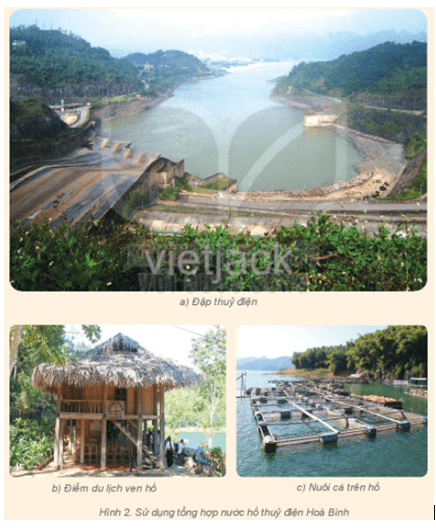 vietjack
a) Đập thuỷ điện
b) Điểm du lịch ven hồ
c) Nuôi cá trên hồ
Hình 2. Sử dụng tổng hợp nước hồ thuỷ điện Hoà Bình